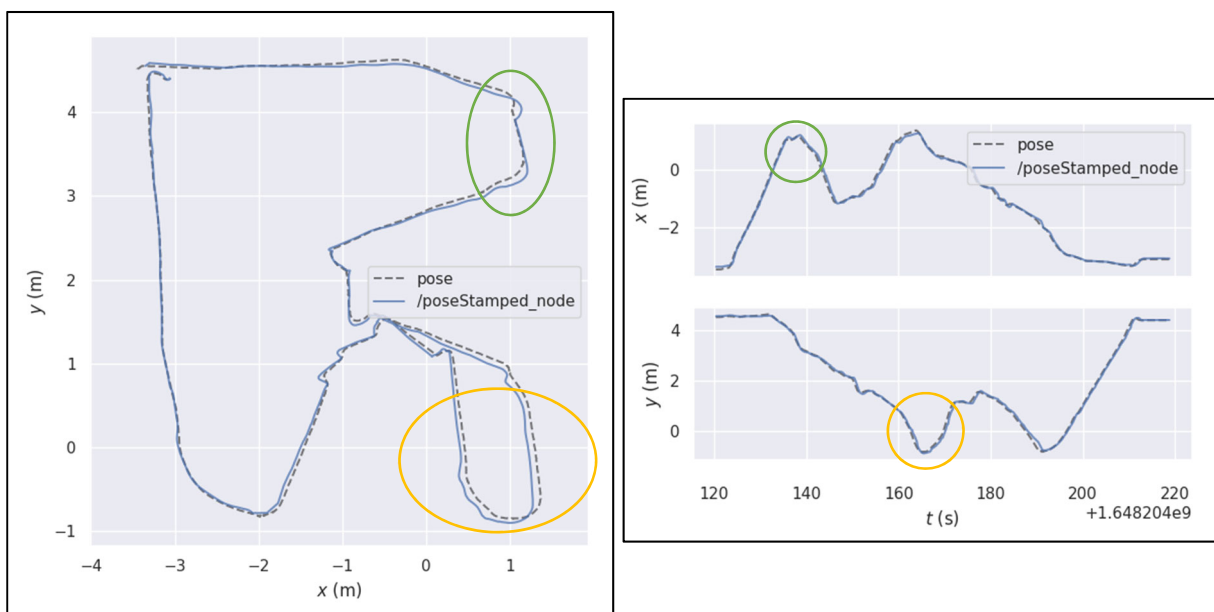 4
3
2
1
0
−1
y (m)
−4 −3 −2 −1 0 1
x (m)
pose
/poseStamped_node
0
−2
x (m)
pose
/poseStamped_node
4
2
0
y (m)
120 140 160 180 200 220
t (s)
+1.648204e9